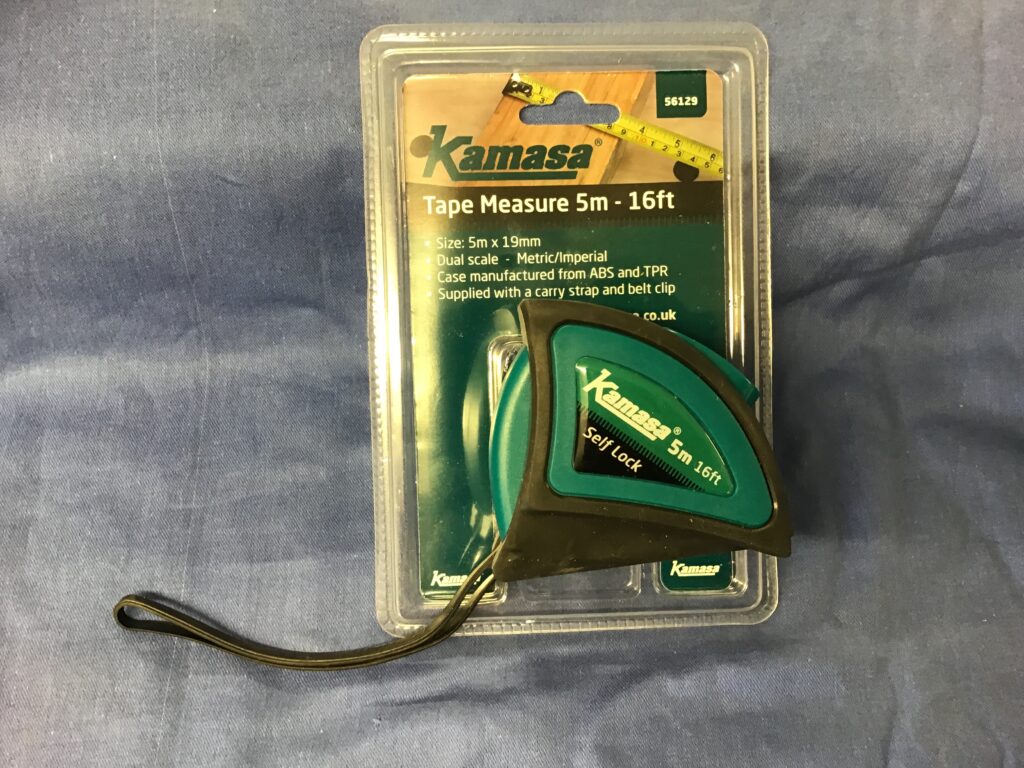 56129
Kamasa®
Tape Measure 5m - 16ft
• Size: 5m x 19mm
• Dual scale - Metric/Imperial
• Case manufactured from ABS and TPR
• Supplied with a carry strap and belt clip
.co.uk
Kamasa®
5m 16ft
Self Lock
Kamasa
Kamasa